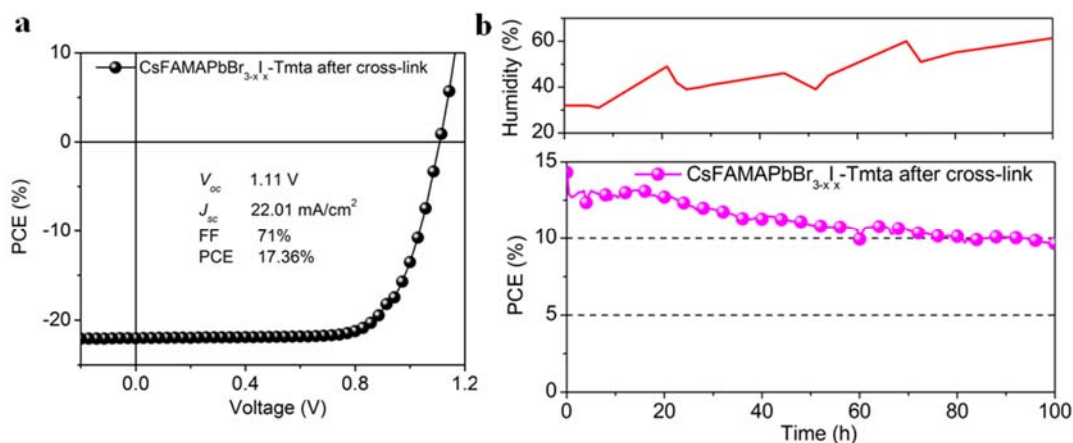 a
10
0
-10
-20
PCE (%)
CsFAMAPbBr3-xIx-Tmta after cross-link
Voc 1.11 V
Jsc 22.01 mA/cm2
FF 71%
PCE 17.36%
0.0 0.4 0.8 1.2
Voltage (V)
b
Humidity (%)
60
40
20
PCE (%)
15
10
5
0
CsFAMAPbBr3-xIx-Tmta after cross-link
0 20 40 60 80 100
Time (h)